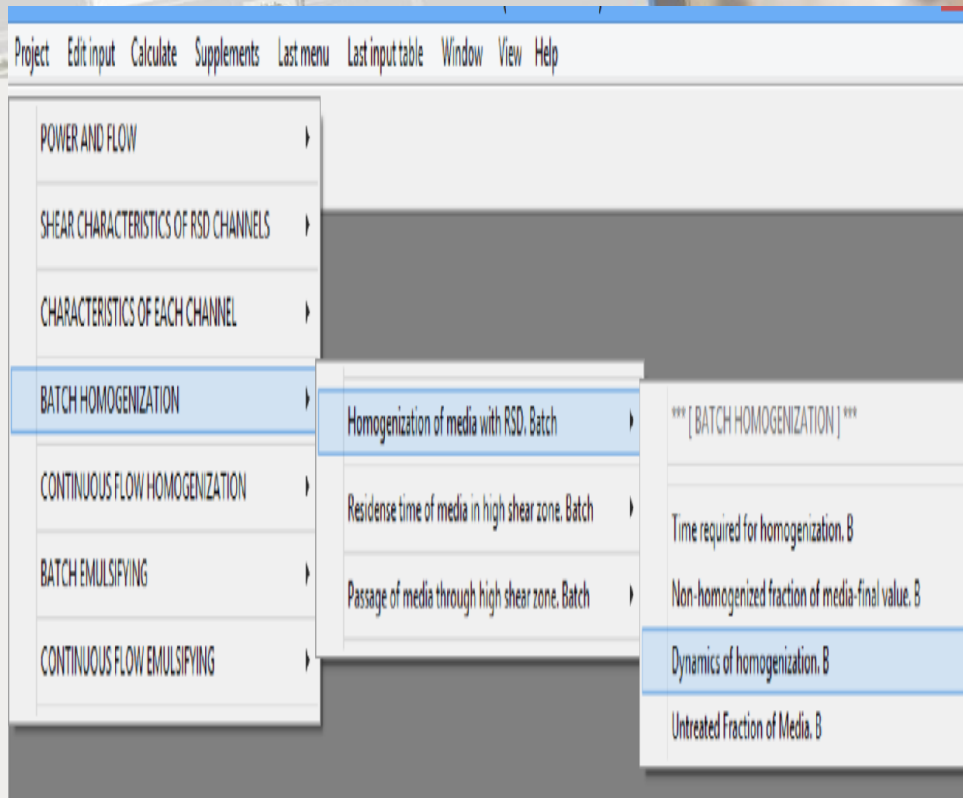 Project Edit input Calculate Supplements Last menu Last input table Window View Help
POWER AND FLOW
SHEAR CHARACTERISTICS OF RSD CHANNELS
CHARACTERISTICS OF EACH CHANNEL
BATCH HOMOGENIZATION
CONTINUOUS FLOW HOMOGENIZATION
BATCH EMULSIFYING
CONTINUOUS FLOW EMULSIFYING
Homogenization of media with RSD. Batch
Residense time of media in high shear zone. Batch
Passage of media through high shear zone. Batch
*** [ BATCH HOMOGENIZATION ] ***
Time required for homogenization. B
Non-homogenized fraction of media-final value. B
Dynamics of homogenization. B
Untreated Fraction of Media. B